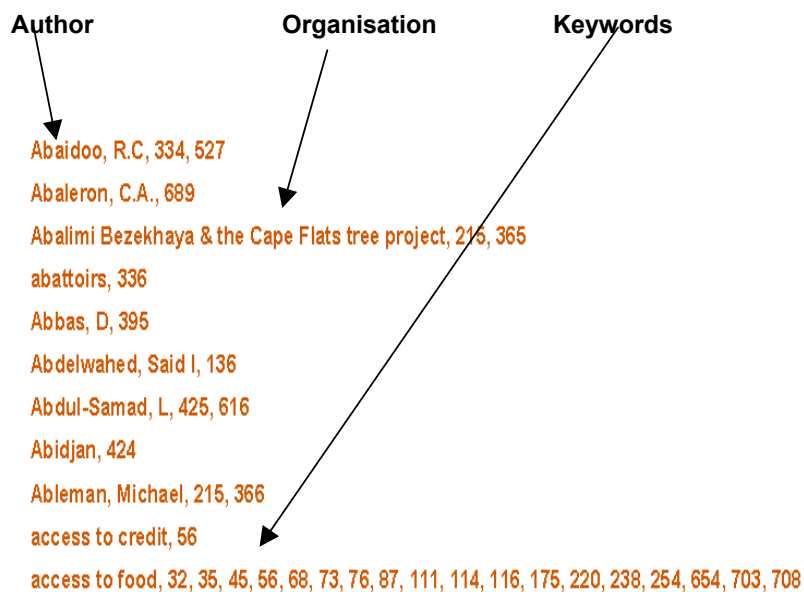 Author Organisation Keywords
Abaidoo, R.C, 334, 527
Abaleron, C.A., 689
Abalimi Bezekhaya & the Cape Flats tree project, 215, 365
abattoirs, 336
Abbas, D, 395
Abdelwahed, Said I, 136
Abdul-Samad, L, 425, 616
Abidjan, 424
Ableman, Michael, 215, 366
access to credit, 56
access to food, 32, 35, 45, 56, 68, 73, 76, 87, 111, 114, 116, 175, 220, 238, 254, 654, 703, 708